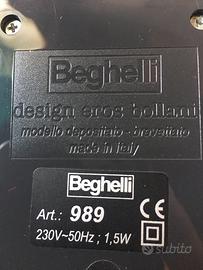 Beghelli
design eros bollani
modello depositato - brevettato
made in italy
Beghelli
Art.: 989
230V~50Hz ; 1,5W
CE
subito